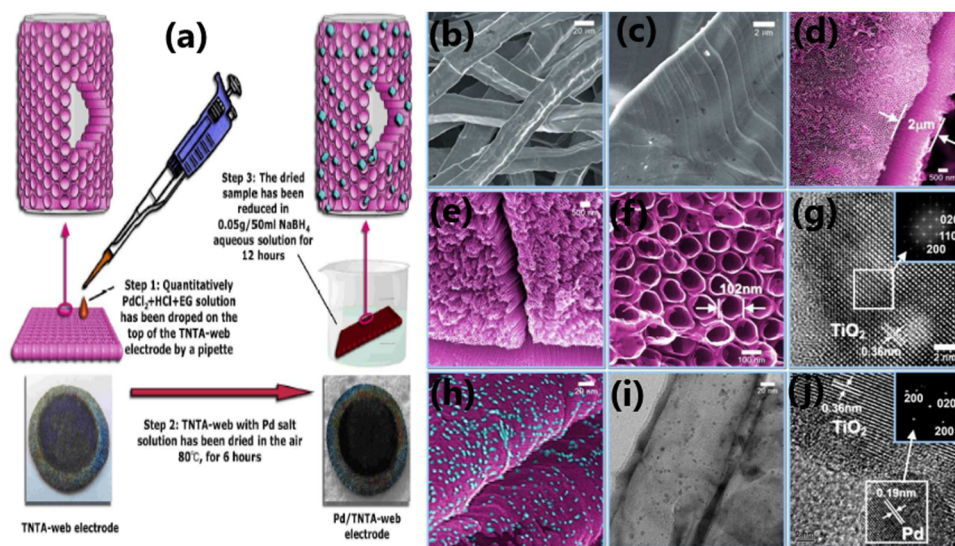 (a)
Step 3: The dried
sample has been
reduced in
0.05g/50ml NaBH₄
aqueous solution for
12 hours
Step 1: Quantitatively
PdCl₂+HCl+EG solution
has been droped on the
top of the TNTA-web
electrode by a pipette
Step 2: TNTA-web with Pd salt
solution has been dried in the air
80℃, for 6 hours
TNTA-web electrode
Pd/TNTA-web
electrode
(b)
20 μm
(c)
2 μm
(d)
2μm
500 nm
(e)
500 nm
(f)
102nm
100 nm
(g)
020
110
200
TiO₂
0.36nm
2 nm
(h)
20 nm
(i)
20 nm
(j)
0.36nm
TiO₂
200
020
200
0.19nm
Pd